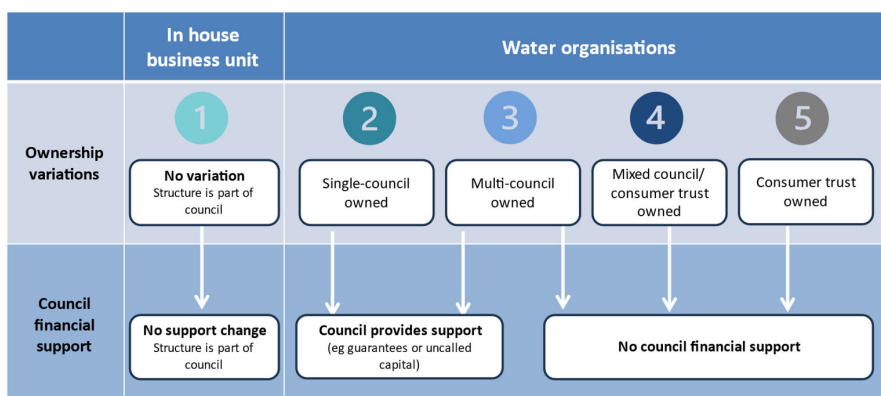 In house
business unit
Water organisations
Ownership
variations
1
2
3
4
5
No variation
Structure is part of
council
Single-council
owned
Multi-council
owned
Mixed council/
consumer trust
owned
Consumer trust
owned
Council
financial
support
No support change
Structure is part of
council
Council provides support
(eg guarantees or uncalled
capital)
No council financial support